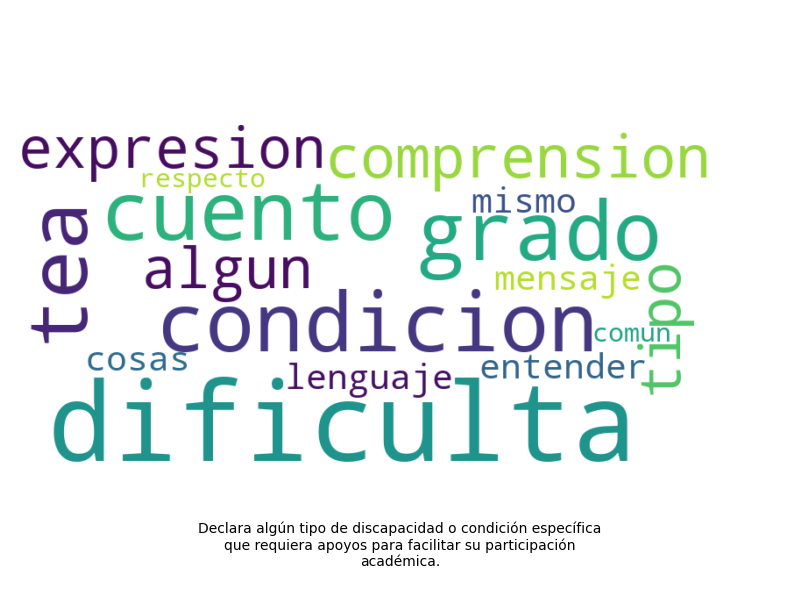 expresion
comprension
respecto
cuento
mismo
tea
grado
algun
mensaje
tipo
condicion
comun
cosas
lenguaje
entender
dificulta
Declara algún tipo de discapacidad o condición específica
que requiera apoyos para facilitar su participación
académica.